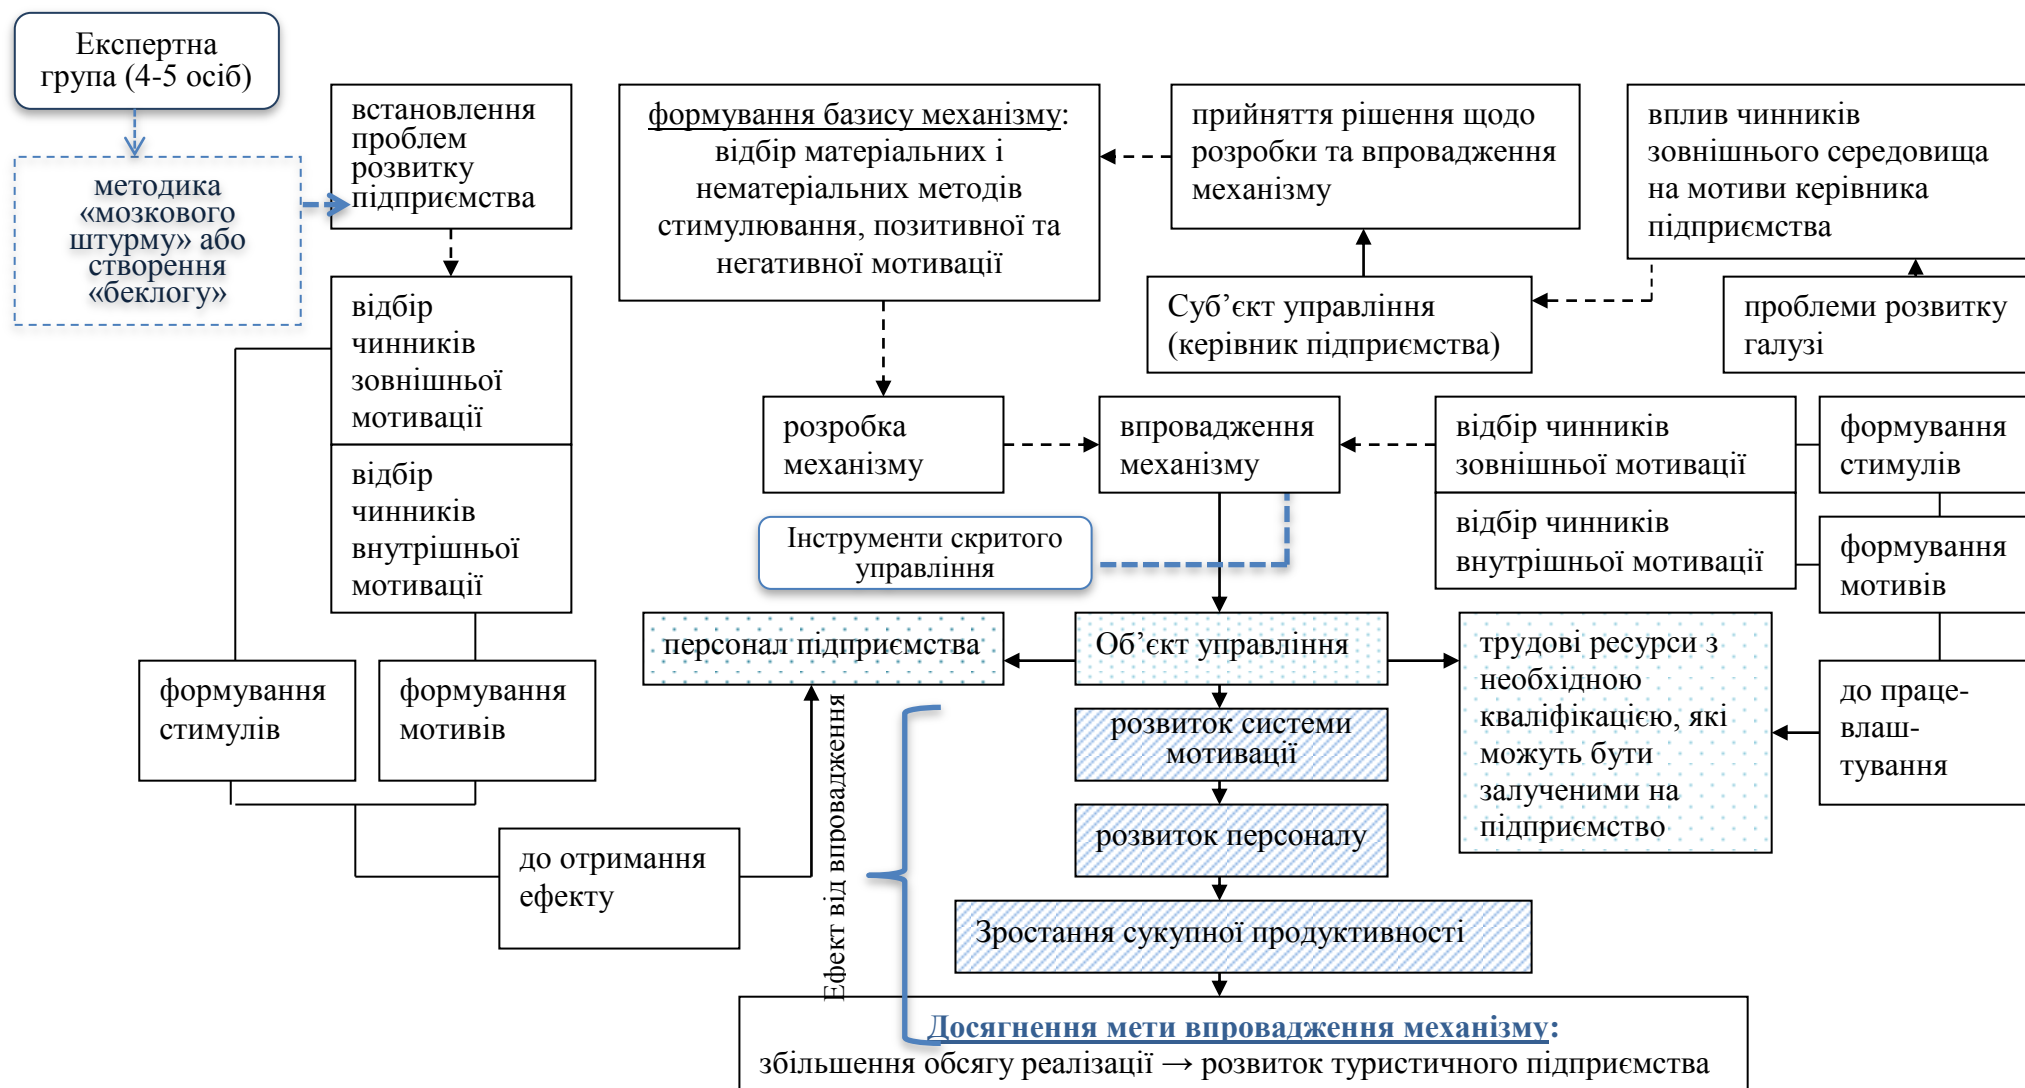 Експертна
група (4-5 осіб)
методика
«мозкового
штурму» або
створення
«беклогу»
встановлення
проблем
розвитку
підприємства
відбір
чинників
зовнішньої
мотивації
відбір
чинників
внутрішньої
мотивації
формування
стимулів
формування
мотивів
до отримання
ефекту
формування базису механізму:
відбір матеріальних і
нематеріальних методів
стимулювання, позитивної та
негативної мотивації
прийняття рішення щодо
розробки та впровадження
механізму
вплив чинників
зовнішнього середовища
на мотиви керівника
підприємства
Суб’єкт управління
(керівник підприємства)
проблеми розвитку
галузі
розробка
механізму
впровадження
механізму
відбір чинників
зовнішньої мотивації
відбір чинників
внутрішньої мотивації
формування
стимулів
формування
мотивів
до праце-
влаш-
тування
Інструменти скритого
управління
персонал підприємства
Об’єкт управління
трудові ресурси з
необхідною
кваліфікацією, які
можуть бути
залученими на
підприємство
Ефект від впровадження
розвиток системи
мотивації
розвиток персоналу
Зростання сукупної продуктивності
Досягнення мети впровадження механізму:
збільшення обсягу реалізації → розвиток туристичного підприємства